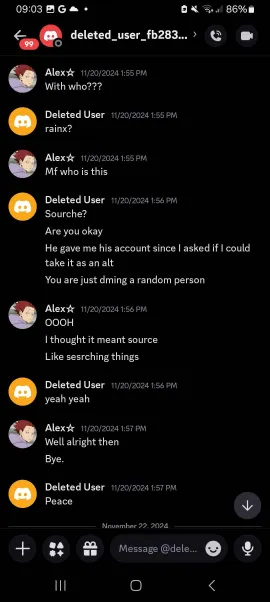 09:03 G 86%
99 deleted_user_fb283... >
Alex☆ 11/20/2024 1:55 PM
With who???
Deleted User 11/20/2024 1:55 PM
rainx?
Alex☆ 11/20/2024 1:55 PM
Mf who is this
Deleted User 11/20/2024 1:56 PM
Sourche?
Are you okay
He gave me his account since I asked if I could
take it as an alt
You are just dming a random person
Alex☆ 11/20/2024 1:56 PM
OOOH
I thought it meant source
Like sesrching things
Deleted User 11/20/2024 1:56 PM
yeah yeah
Alex☆ 11/20/2024 1:57 PM
Well alright then
Bye.
Deleted User 11/20/2024 1:57 PM
Peace
November 22, 2024
Message @dele...